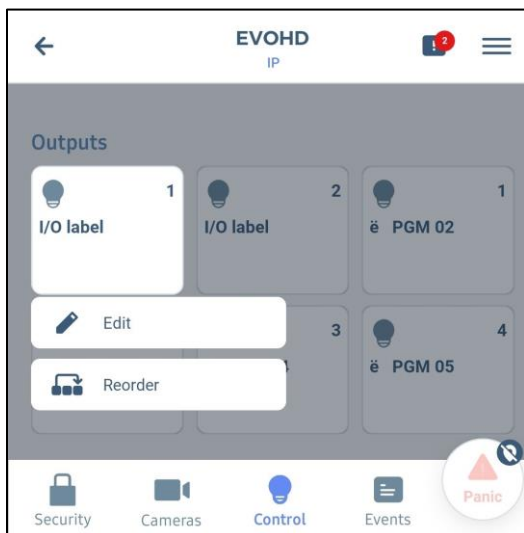 EVOHD
2
IP
Outputs
1
I/O label
2
I/O label
1
ë PGM 02
Edit
Reorder
3
4
ë PGM 05
Panic
Security
Cameras
Control
Events